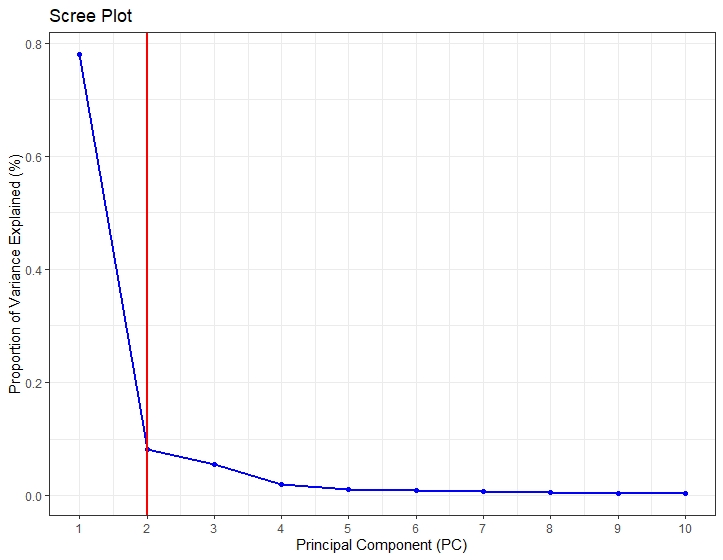 Scree Plot
Proportion of Variance Explained (%)
0.8
0.6
0.4
0.2
0.0
1 2 3 4 5 6 7 8 9 10
Principal Component (PC)